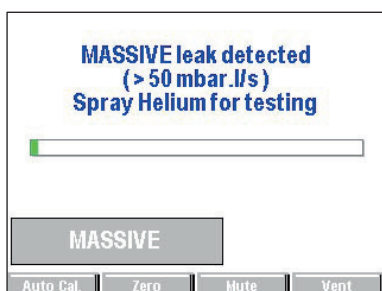 MASSIVE leak detected
( > 50 mbar.l/s )
Spray Helium for testing
MASSIVE
Auto Cal. Zero Mute Vent